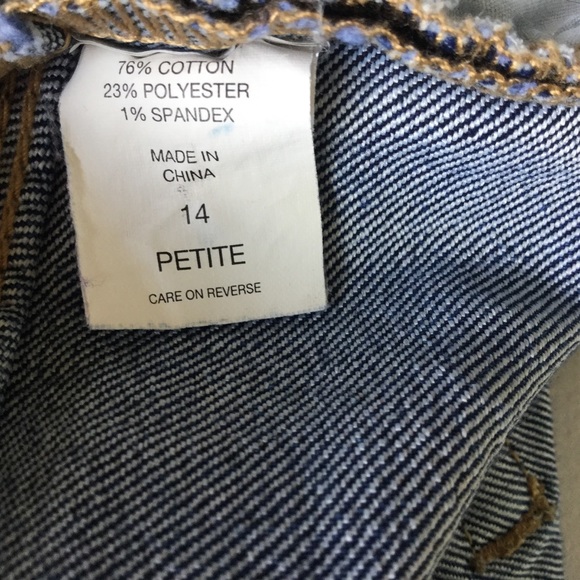 76% COTTON
23% POLYESTER
1% SPANDEX
MADE IN
CHINA
14
PETITE
CARE ON REVERSE